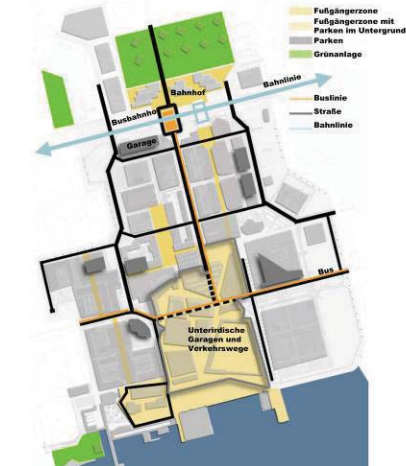 Fußgängerzone
Fußgängerzone mit
Parken im Untergrund
Parken
Grünanlage
Buslinie
Straße
Bahnlinie
Bahnlinie
Bahnhof
Busbahnhof
Garage
Bus
Unterirdische
Garagen und
Verkehrswege